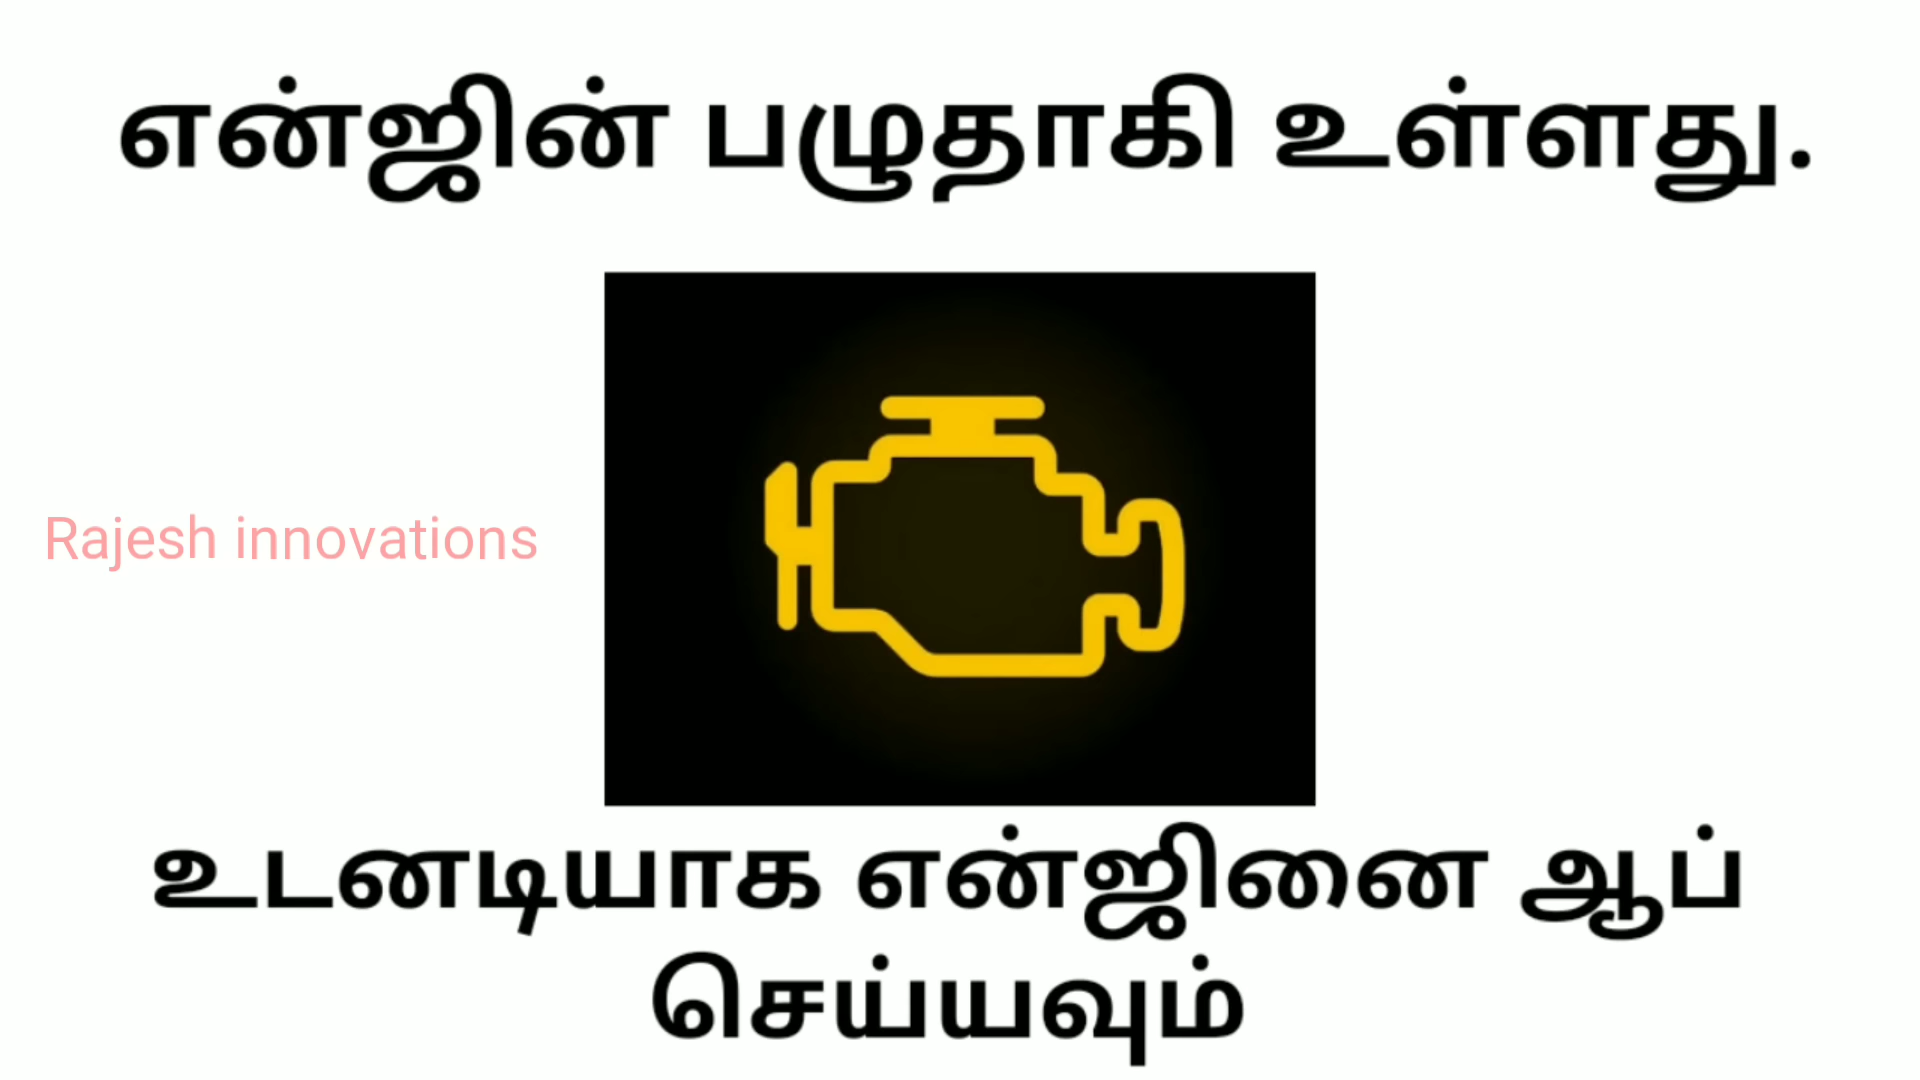 என்ஜின் பழுதாகி உள்ளது.
Rajesh innovations
உடனடியாக என்ஜினை ஆப்
செய்யவும்